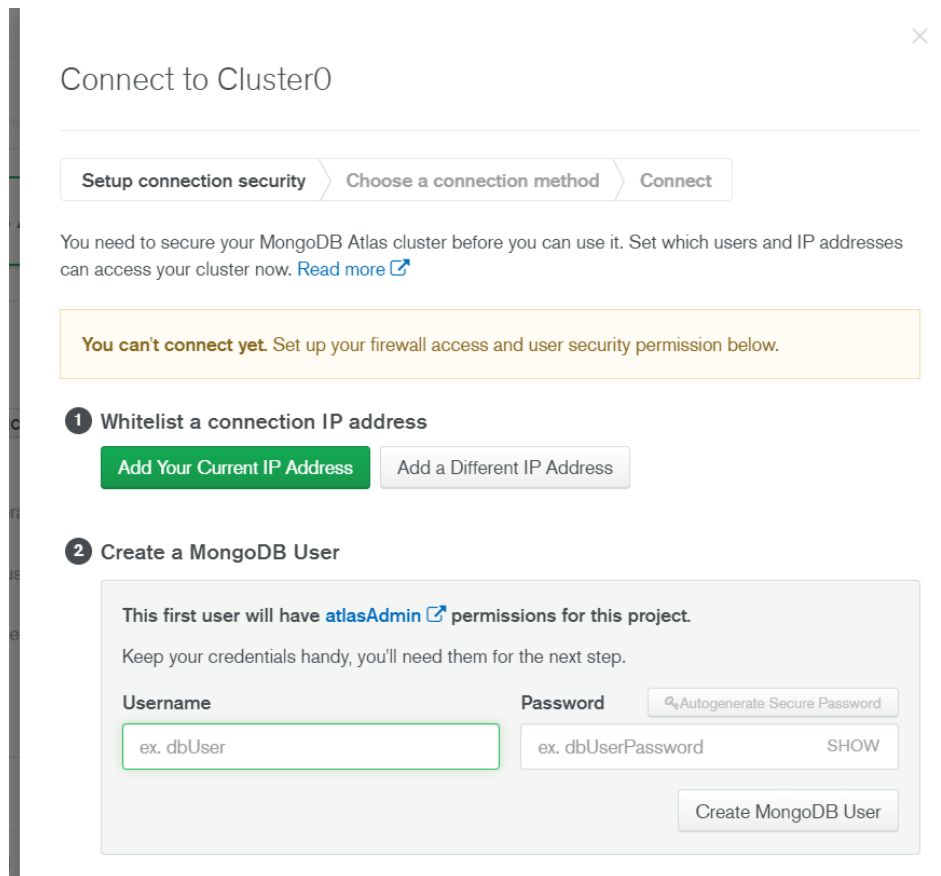 Connect to Cluster0
Setup connection security
Choose a connection method
Connect
You need to secure your MongoDB Atlas cluster before you can use it. Set which users and IP addresses
can access your cluster now. Read more
You can't connect yet. Set up your firewall access and user security permission below.
1 Whitelist a connection IP address
Add Your Current IP Address
Add a Different IP Address
2 Create a MongoDB User
This first user will have atlasAdmin permissions for this project.
Keep your credentials handy, you'll need them for the next step.
Username
Password
Autogenerate Secure Password
ex. dbUser
ex. dbUserPassword
SHOW
Create MongoDB User